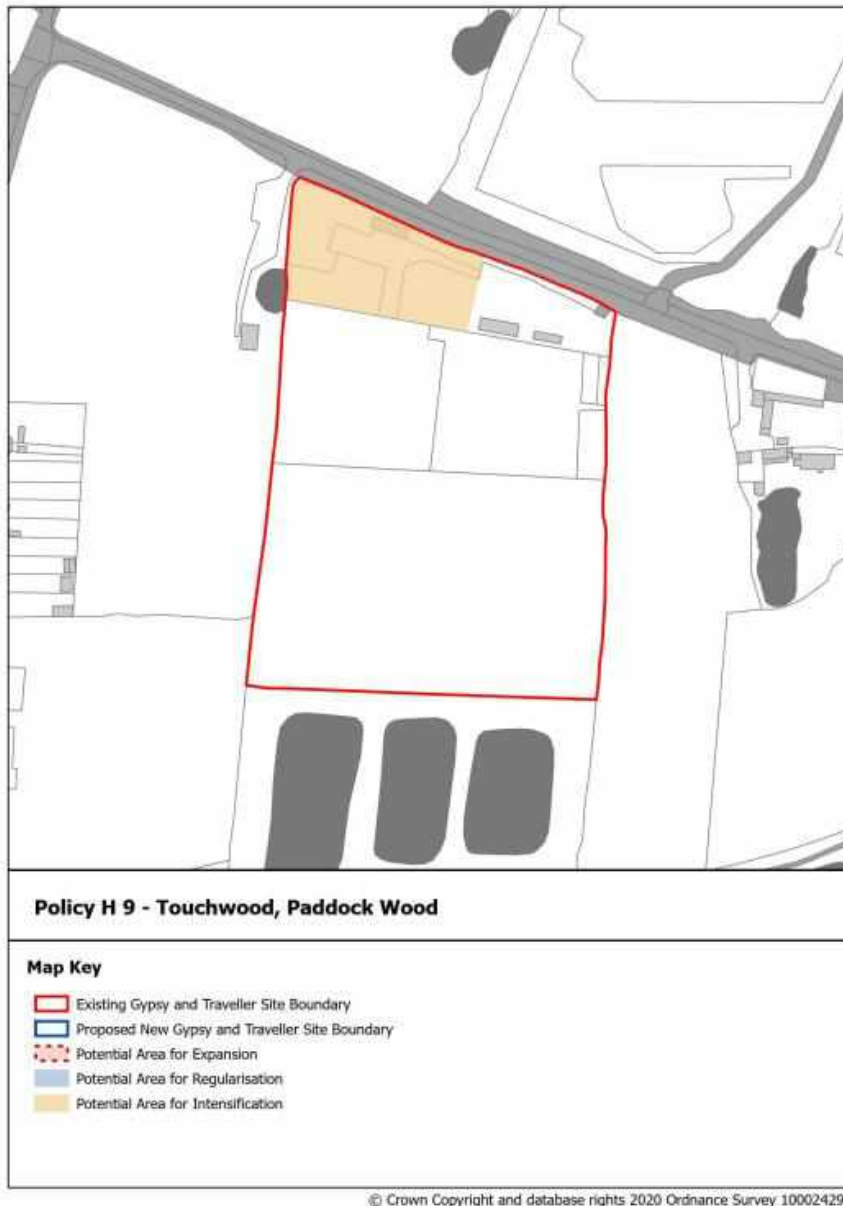 Policy H 9 - Touchwood, Paddock Wood
Map Key
Existing Gypsy and Traveller Site Boundary
Proposed New Gypsy and Traveller Site Boundary
Potential Area for Expansion
Potential Area for Regularisation
Potential Area for Intensification
© Crown Copyright and database rights 2020 Ordnance Survey 10002429